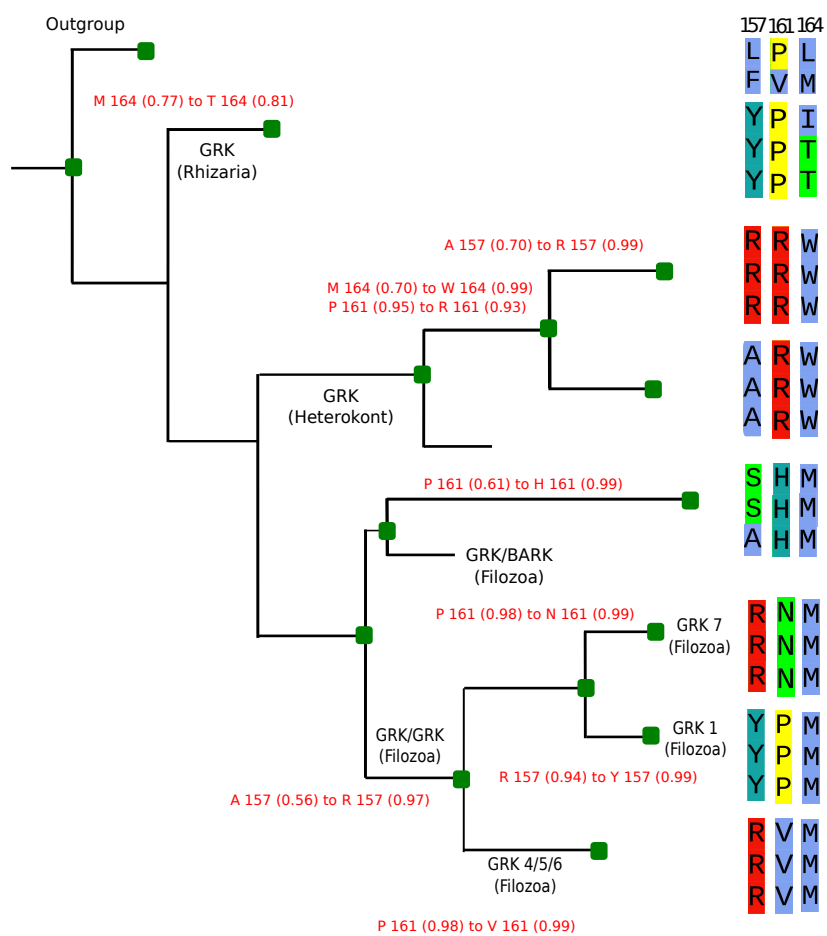 Outgroup
157 161 164
L P L
F V M
M 164 (0.77) to T 164 (0.81)
Y P I
Y P T
Y P T
GRK
(Rhizaria)
A 157 (0.70) to R 157 (0.99)
R R W
R R W
R R W
M 164 (0.70) to W 164 (0.99)
P 161 (0.95) to R 161 (0.93)
A R W
A R W
A R W
GRK
(Heterokont)
P 161 (0.61) to H 161 (0.99)
S H M
S H M
A H M
GRK/BARK
(Filozoa)
P 161 (0.98) to N 161 (0.99)
GRK 7
(Filozoa)
R N M
R N M
R N M
GRK 1
(Filozoa)
Y P M
Y P M
Y P M
GRK/GRK
(Filozoa)
R 157 (0.94) to Y 157 (0.99)
A 157 (0.56) to R 157 (0.97)
R V M
R V M
R V M
GRK 4/5/6
(Filozoa)
P 161 (0.98) to V 161 (0.99)